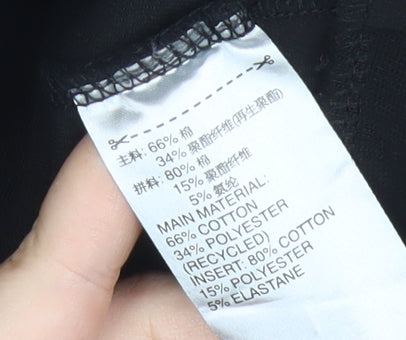 主料: 66% 棉
34% 聚酯纤维(再生聚酯)
拼料: 80% 棉
15% 聚酯纤维
5% 氨纶
MAIN MATERIAL:
66% COTTON
34% POLYESTER
(RECYCLED)
INSERT: 80% COTTON
15% POLYESTER
5% ELASTANE